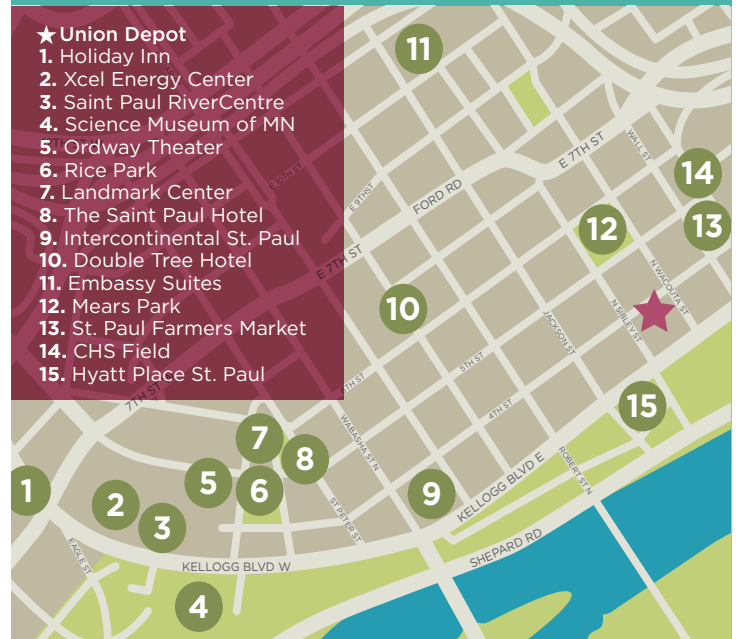 ★ Union Depot
1. Holiday Inn
2. Xcel Energy Center
3. Saint Paul RiverCentre
4. Science Museum of MN
5. Ordway Theater
6. Rice Park
7. Landmark Center
8. The Saint Paul Hotel
9. Intercontinental St. Paul
10. Double Tree Hotel
11. Embassy Suites
12. Mears Park
13. St. Paul Farmers Market
14. CHS Field
15. Hyatt Place St. Paul
11
E 7TH ST
WALL ST
14
E 10TH ST
E 9TH ST
FORD RD
12
13
E 7TH ST
N WACOUTA ST
10
N SIBLEY ST
JACKSON ST
5TH ST
6TH ST
7TH ST
4TH ST
15
WABASHA ST N
7
8
5
6
9
ROBERT ST N
KELLOGG BLVD E
1
2
3
ST PETER ST
EAGLE ST
SHEPARD RD
KELLOGG BLVD W
4